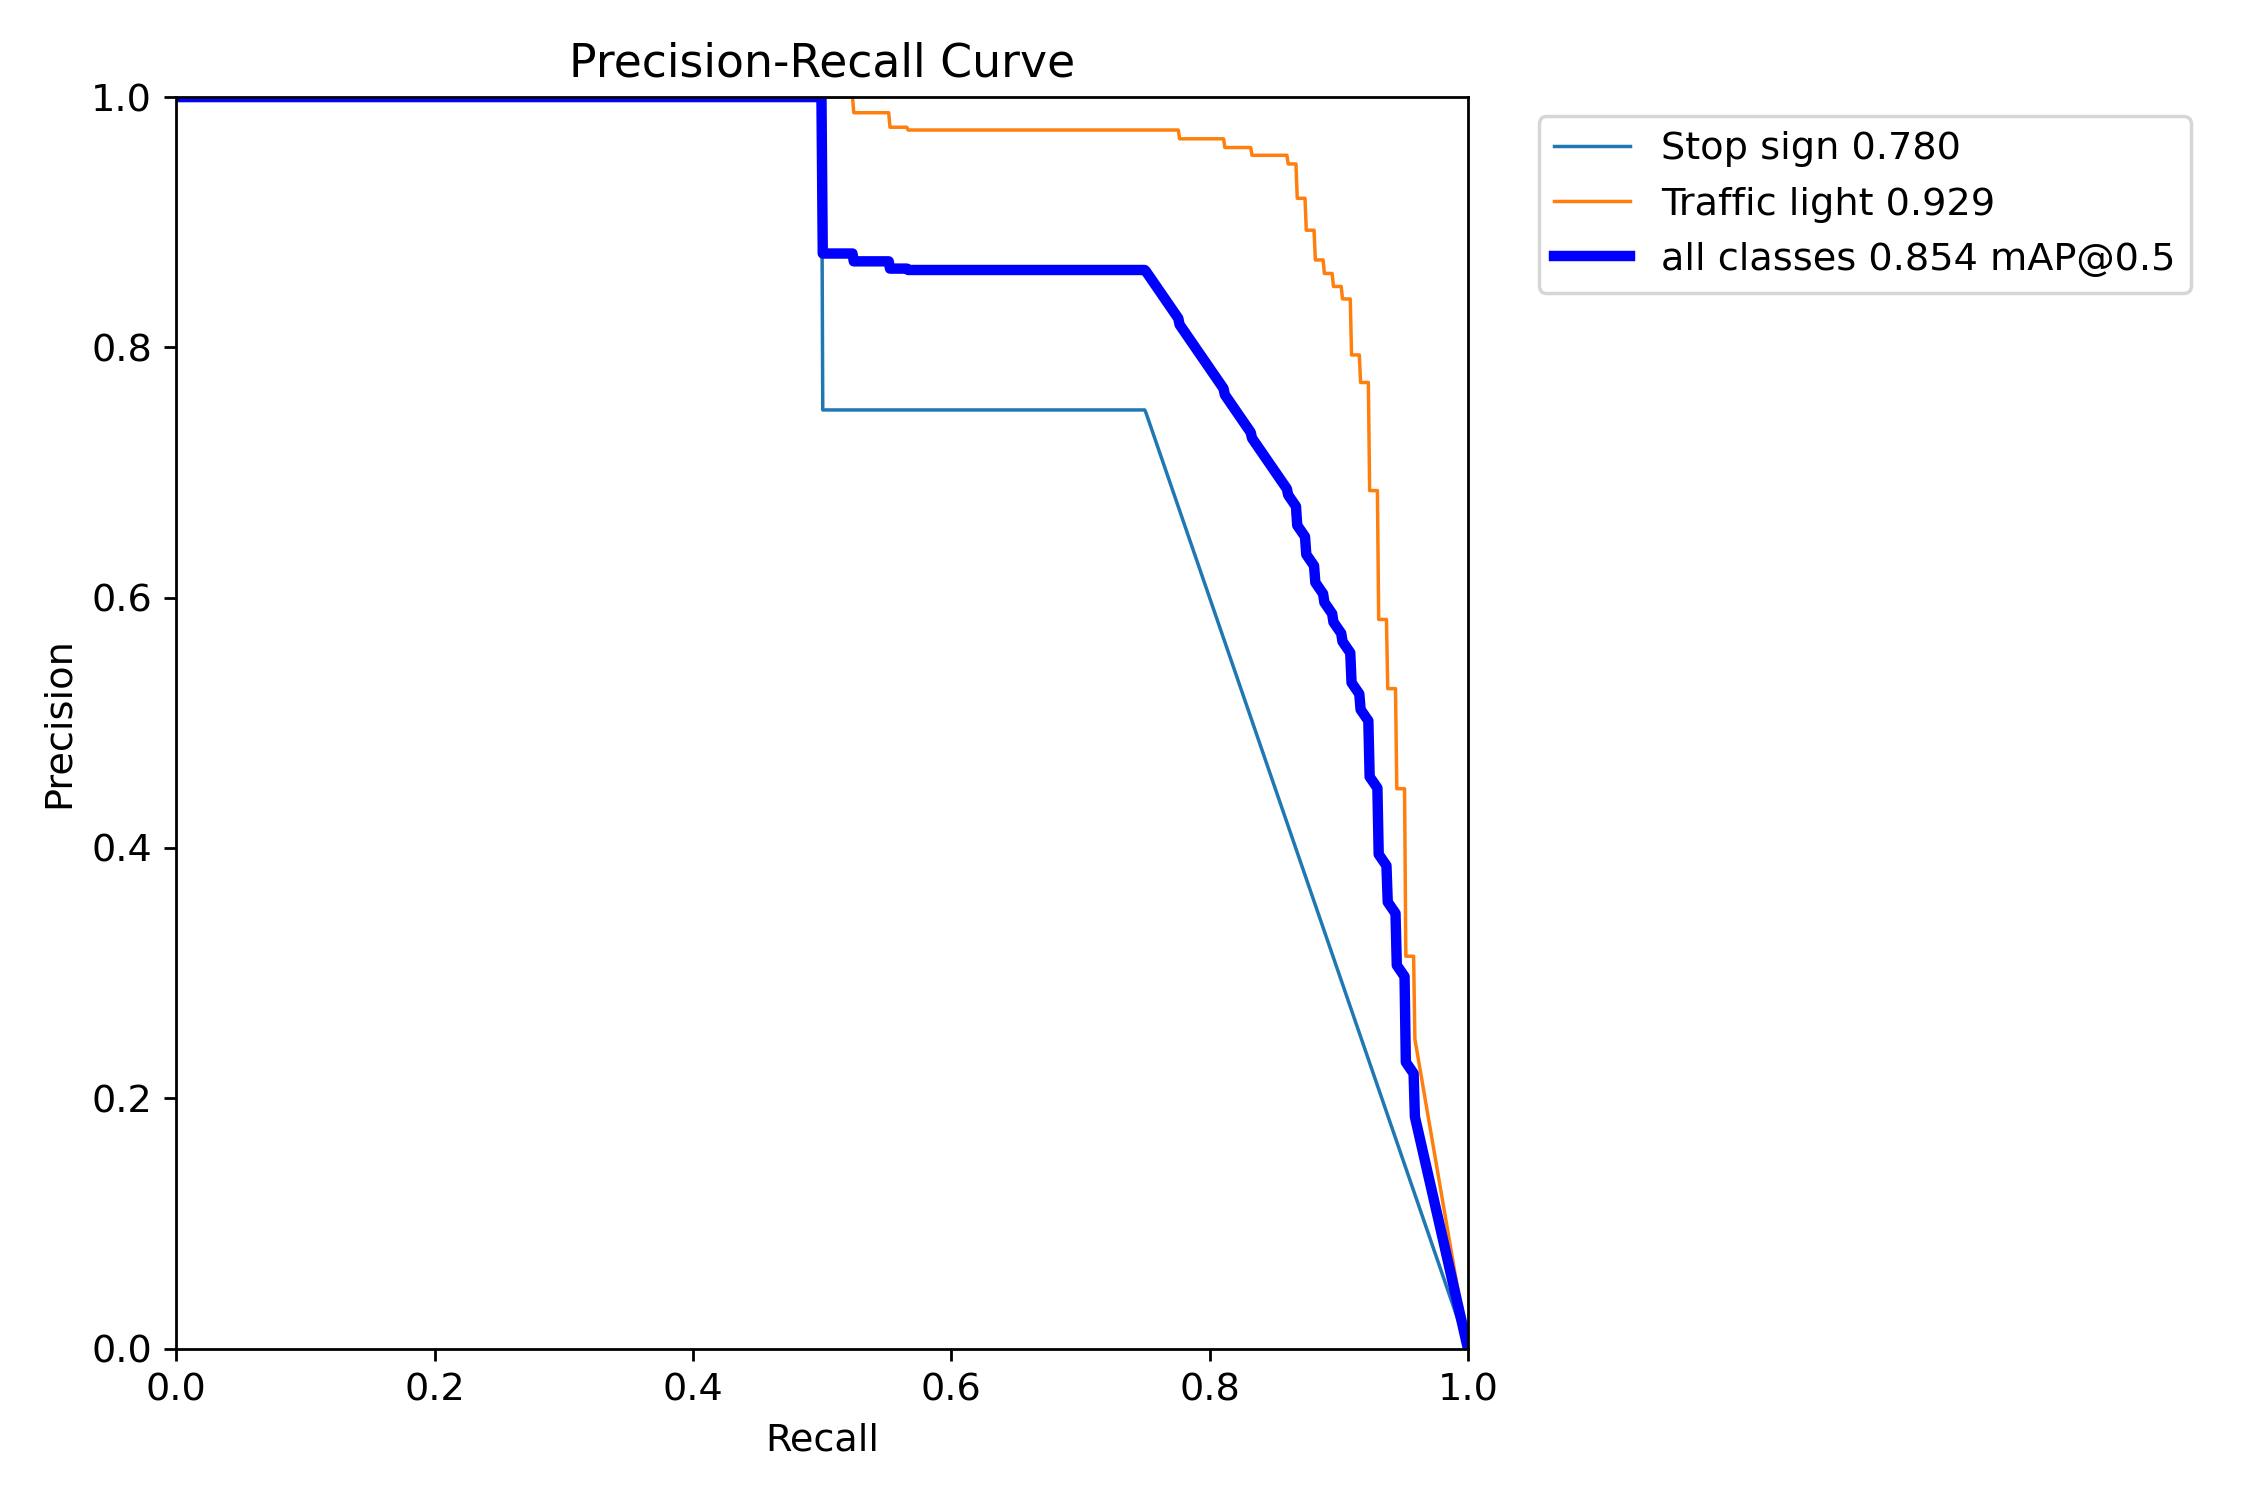 Precision-Recall Curve
1.0
0.8
0.6
0.4
0.2
0.0
Precision
0.0 0.2 0.4 0.6 0.8 1.0
Recall
Stop sign 0.780
Traffic light 0.929
all classes 0.854 mAP@0.5